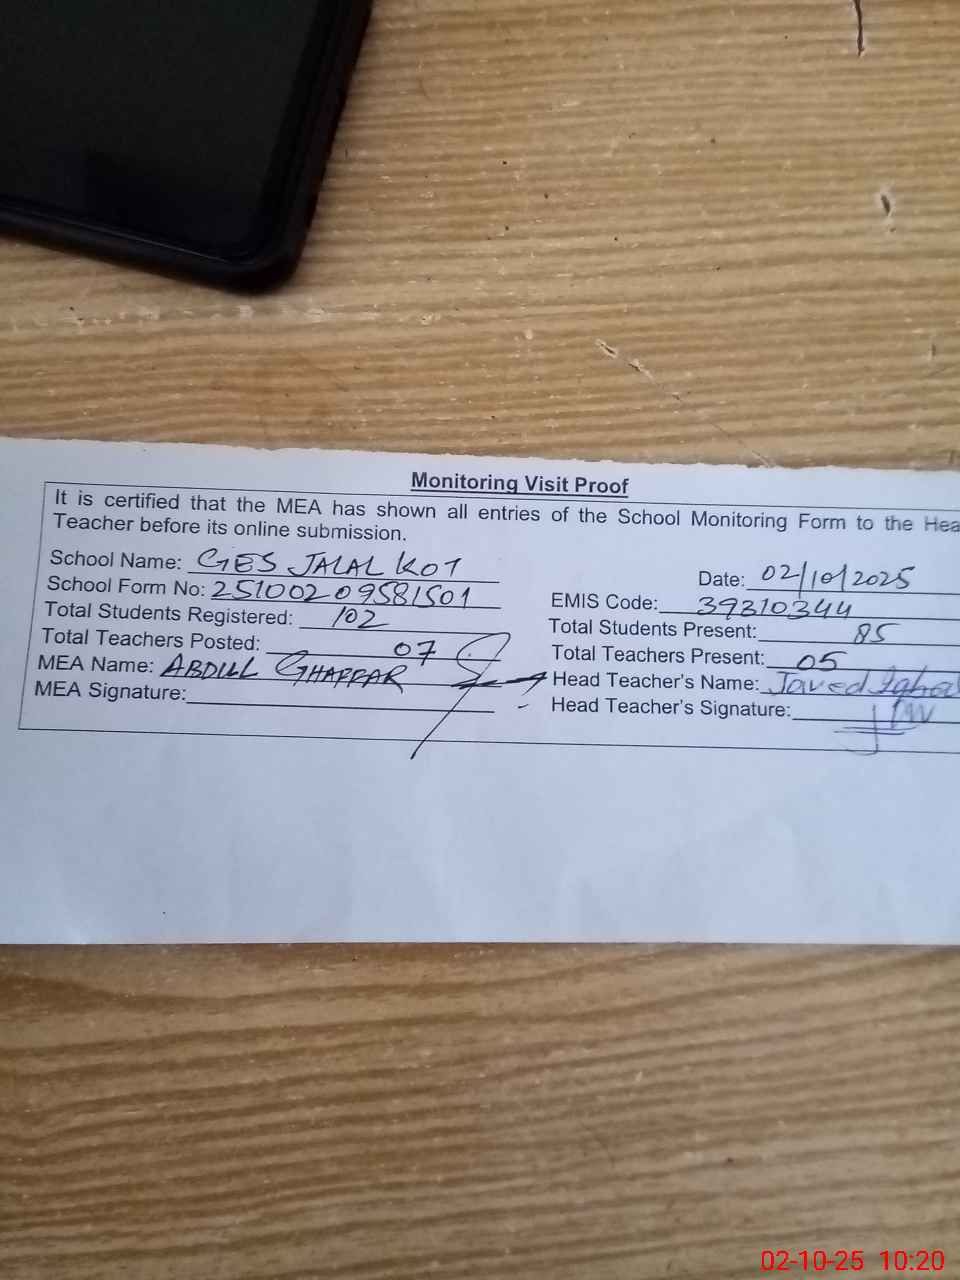 Monitoring Visit Proof
It is certified that the MEA has shown all entries of the School Monitoring Form to the Hea
Teacher before its online submission.
School Name: GES JALAL KOT
Date: 02/10/2025
School Form No: 25100209581501
EMIS Code: 39310344
Total Students Registered: 102
Total Students Present: 85
Total Teachers Posted: 07
Total Teachers Present: 05
MEA Name: ABDUL GHAFFAR
Head Teacher's Name: Javed Iqbal
MEA Signature:
Head Teacher's Signature:
02-10-25 10:20